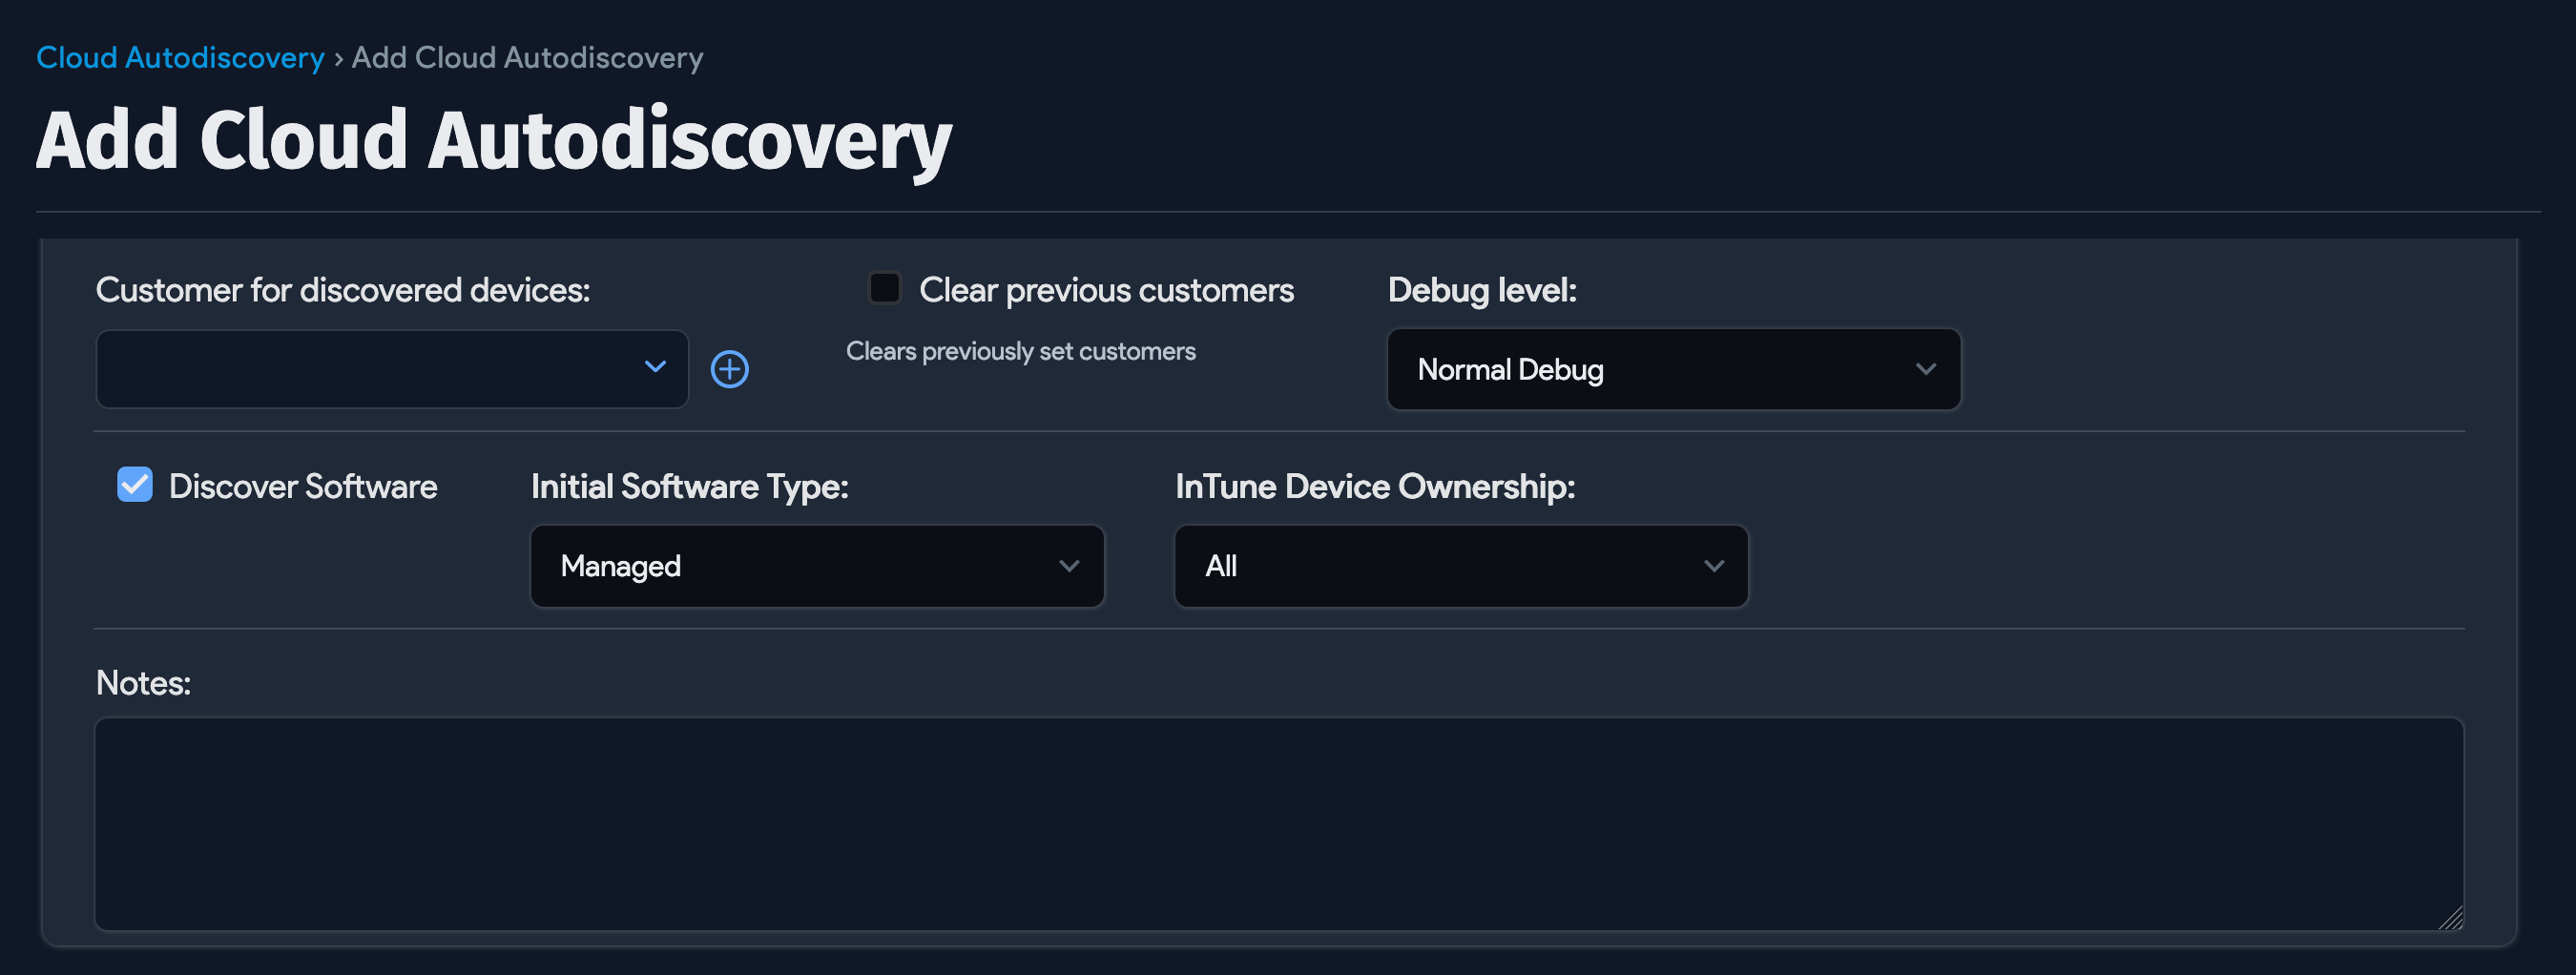 Cloud Autodiscovery › Add Cloud Autodiscovery
Add Cloud Autodiscovery
Customer for discovered devices:
Clear previous customers
Clears previously set customers
Debug level:
Normal Debug
Discover Software
Initial Software Type:
Managed
InTune Device Ownership:
All
Notes: